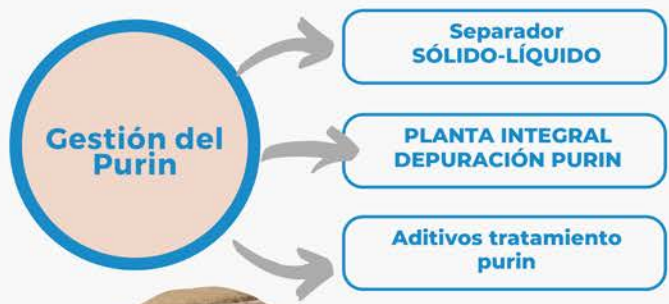 Gestión del
Purin
Separador
SÓLIDO-LÍQUIDO
PLANTA INTEGRAL
DEPURACIÓN PURIN
Aditivos tratamiento
purin